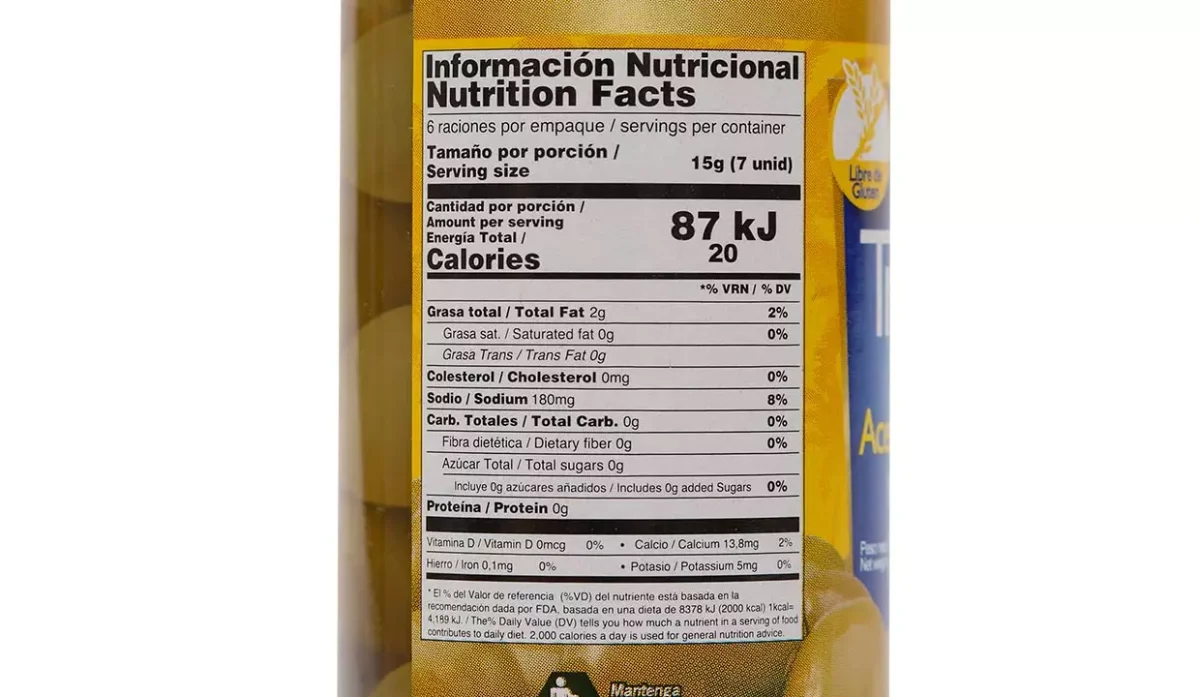 Información Nutricional
Nutrition Facts
6 raciones por empaque / servings per container
Tamaño por porción /
Serving size
15g (7 unid)
Cantidad por porción /
Amount per serving
Energía Total /
Calories
87 kJ
20
*% VRN / % DV
Grasa total / Total Fat 2g 2%
Grasa sat. / Saturated fat 0g 0%
Grasa Trans / Trans Fat 0g
Colesterol / Cholesterol 0mg 0%
Sodio / Sodium 180mg 8%
Carb. Totales / Total Carb. 0g 0%
Fibra dietética / Dietary fiber 0g 0%
Azúcar Total / Total sugars 0g
Incluye 0g azúcares añadidos / Includes 0g added Sugars 0%
Proteína / Protein 0g
Vitamina D / Vitamin D 0mcg 0% • Calcio / Calcium 13,8mg 2%
Hierro / Iron 0,1mg 0% • Potasio / Potassium 5mg 0%
* El % del Valor de referencia (%VD) del nutriente está basada en la
recomendación dada por FDA, basada en una dieta de 8378 kJ (2000 kcal) 1kcal=
4,189 kJ. / The% Daily Value (DV) tells you how much a nutrient in a serving of food
contributes to daily diet. 2,000 calories a day is used for general nutrition advice.
Mantenga
Libre de
Gluten